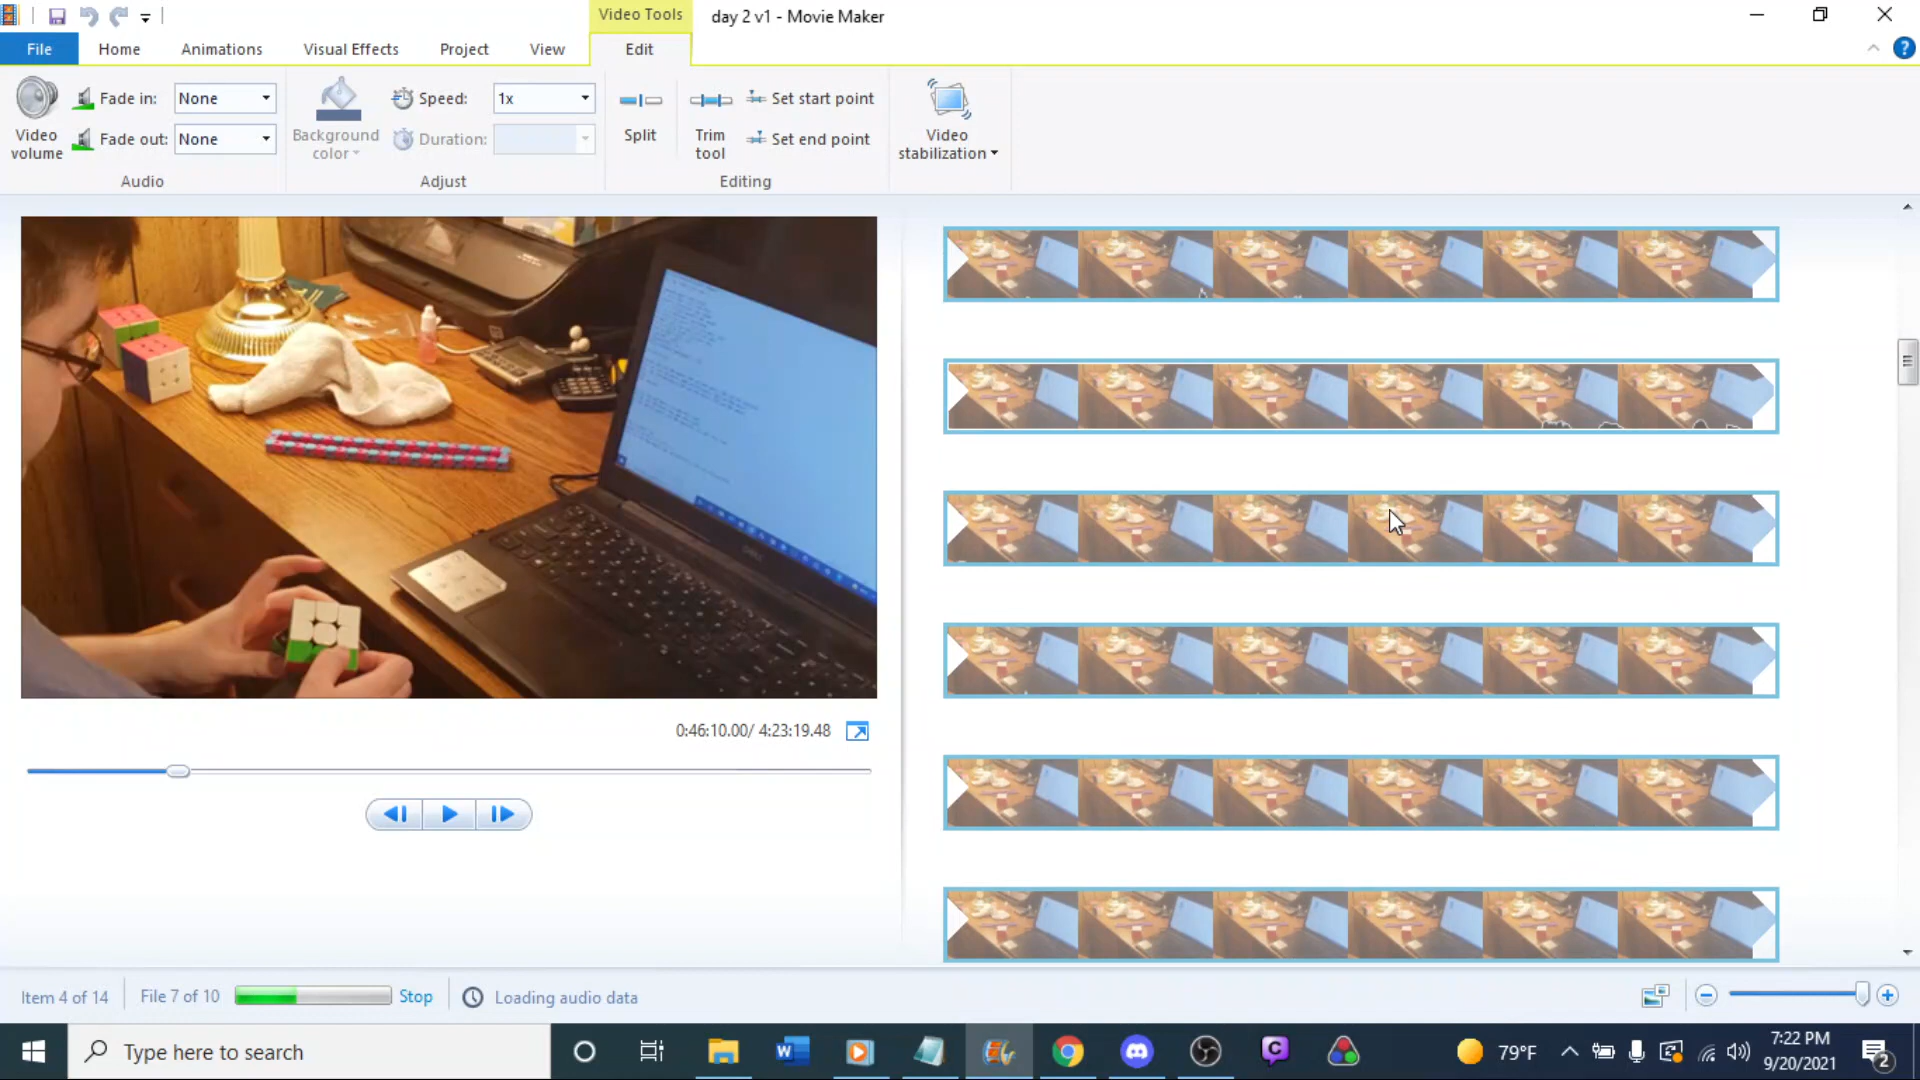 Video Tools
day 2 v1 - Movie Maker
File
Home
Animations
Visual Effects
Project
View
Edit
Video volume
Fade in:
None
Fade out:
None
Audio
Background color
Speed:
1x
Duration:
Adjust
Split
Trim tool
Set start point
Set end point
Editing
Video stabilization
0:46:10.00/ 4:23:19.48
Item 4 of 14
File 7 of 10
Stop
Loading audio data
Type here to search
79°F
7:22 PM
9/20/2021
2